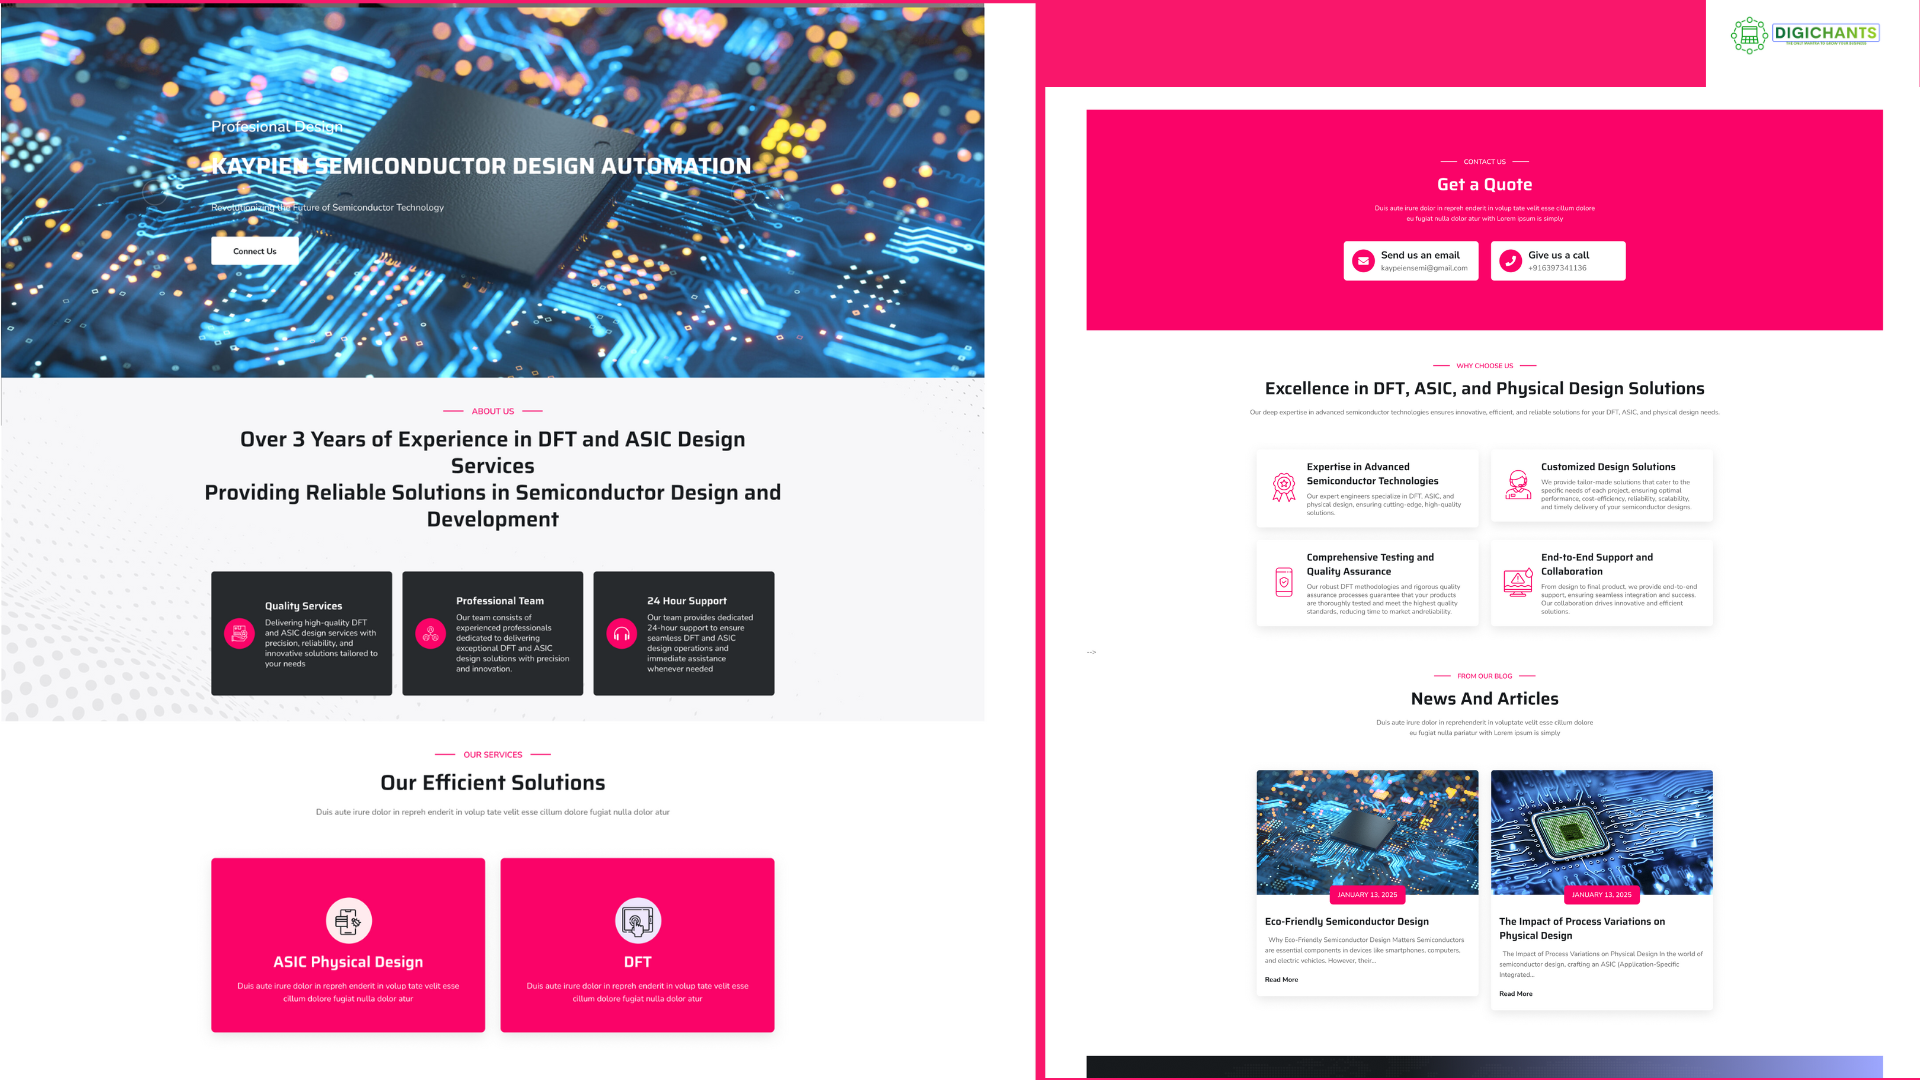 Profesional Design
KAYPIEN SEMICONDUCTOR DESIGN AUTOMATION
Revolutionizing the Future of Semiconductor Technology
Connect Us
ABOUT US
Over 3 Years of Experience in DFT and ASIC Design
Services
Providing Reliable Solutions in Semiconductor Design and
Development
Quality Services
Delivering high-quality DFT
and ASIC design services with
precision, reliability, and
innovative solutions tailored to
your needs
Professional Team
Our team consists of
experienced professionals
dedicated to delivering
exceptional DFT and ASIC
design solutions with precision
and innovation.
24 Hour Support
Our team provides dedicated
24-hour support to ensure
seamless DFT and ASIC
design operations and
immediate assistance
whenever needed
OUR SERVICES
Our Efficient Solutions
Duis aute irure dolor in repreh enderit in volup tate velit esse cillum dolore fugiat nulla dolor atur
ASIC Physical Design
Duis aute irure dolor in repreh enderit in volup tate velit esse
cillum dolore fugiat nulla dolor atur
DFT
Duis aute irure dolor in repreh enderit in volup tate velit esse
cillum dolore fugiat nulla dolor atur
DIGICHANTS
CONTACT US
Get a Quote
Duis aute irure dolor in repreh enderit in volup tate velit esse cillum dolore
eu fugiat nulla dolor atur with Lorem ipsum is simply
Send us an email
kaypeiensemi@gmail.com
Give us a call
+916397341136
WHY CHOOSE US
Excellence in DFT, ASIC, and Physical Design Solutions
Our deep expertise in advanced semiconductor technologies ensures innovative, efficient, and reliable solutions for your DFT, ASIC, and physical design needs.
Expertise in Advanced
Semiconductor Technologies
Our expert engineers specialize in DFT, ASIC, and
physical design, ensuring cutting-edge, high-quality
solutions.
Customized Design Solutions
We provide tailor-made solutions that cater to the
specific needs of each project, ensuring optimal
performance, cost-efficiency, reliability, scalability,
and timely delivery of your semiconductor designs
Comprehensive Testing and
Quality Assurance
Our robust DFT methodologies and rigorous quality
assurance processes guarantee that your products
are thoroughly tested and meet the highest quality
standards, reducing time to market andreliability.
End-to-End Support and
Collaboration
From design to final product, we provide end-to-end
support, ensuring seamless integration and success.
Our collaboration drives innovative and efficient
solutions.
-->
FROM OUR BLOG
News And Articles
Duis aute irure dolor in reprehenderit in voluptate velit esse cillum dolore
eu fugiat nulla pariatur with Lorem ipsum is simply
JANUARY 13, 2025
Eco-Friendly Semiconductor Design
Why Eco-Friendly Semiconductor Design Matters Semiconductors
are essential components in devices like smartphones, computers,
and electric vehicles. However, their...
Read More
JANUARY 13, 2025
The Impact of Process Variations on
Physical Design
The Impact of Process Variations on Physical Design In the world of
semiconductor design, crafting an ASIC (Application-Specific
Integrated...
Read More